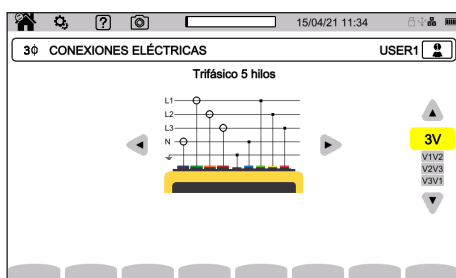 15/04/21 11:34
3Φ CONEXIONES ELÉCTRICAS USER1
Trifásico 5 hilos
L1
L2
L3
N
3V
V1V2
V2V3
V3V1